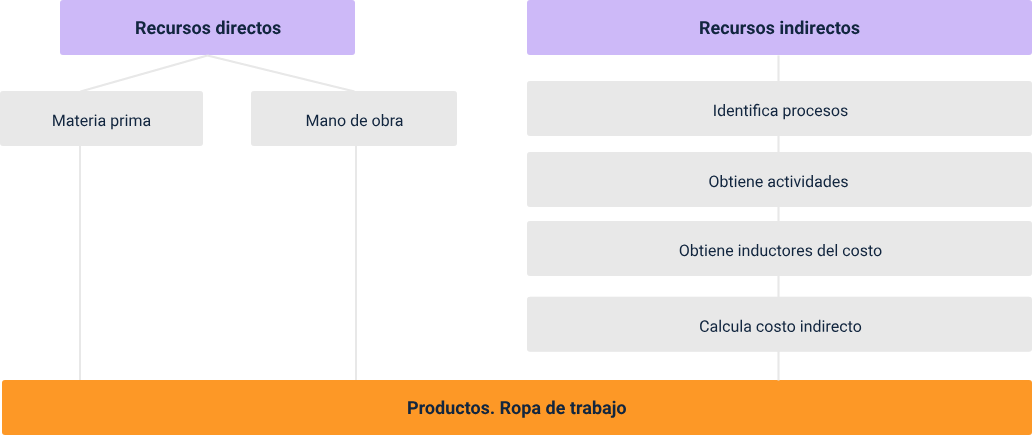 Recursos directos
Recursos indirectos
Materia prima
Mano de obra
Identifica procesos
Obtiene actividades
Obtiene inductores del costo
Calcula costo indirecto
Productos. Ropa de trabajo